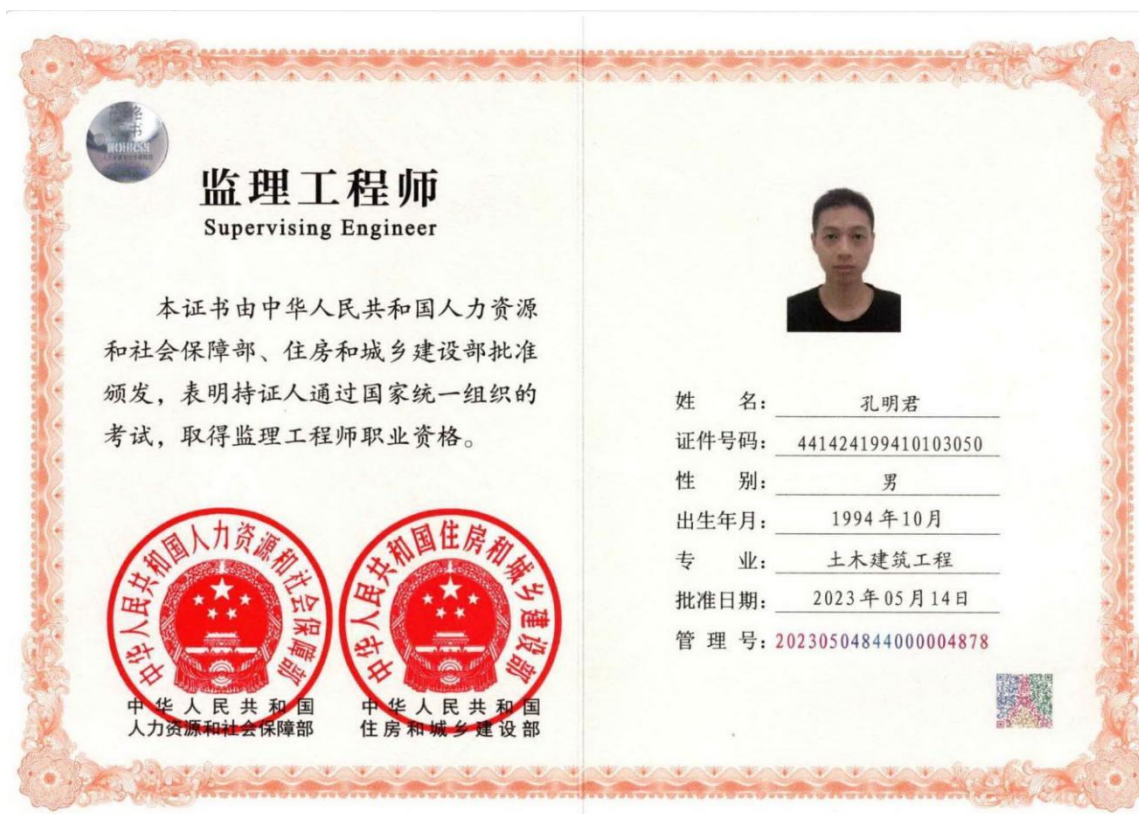 监理工程师
Supervising Engineer
本证书由中华人民共和国人力资源
和社会保障部、住房和城乡建设部批准
颁发，表明持证人通过国家统一组织的
考试，取得监理工程师职业资格。
中华人民共和国人力资源和社会保障部
中华人民共和国
人力资源和社会保障部
中华人民共和国住房和城乡建设部
中华人民共和国
住房和城乡建设部
姓 名： 孔明君
证件号码： 441424199410103050
性 别： 男
出生年月： 1994年10月
专 业： 土木建筑工程
批准日期： 2023年05月14日
管 理 号：20230504844000004878